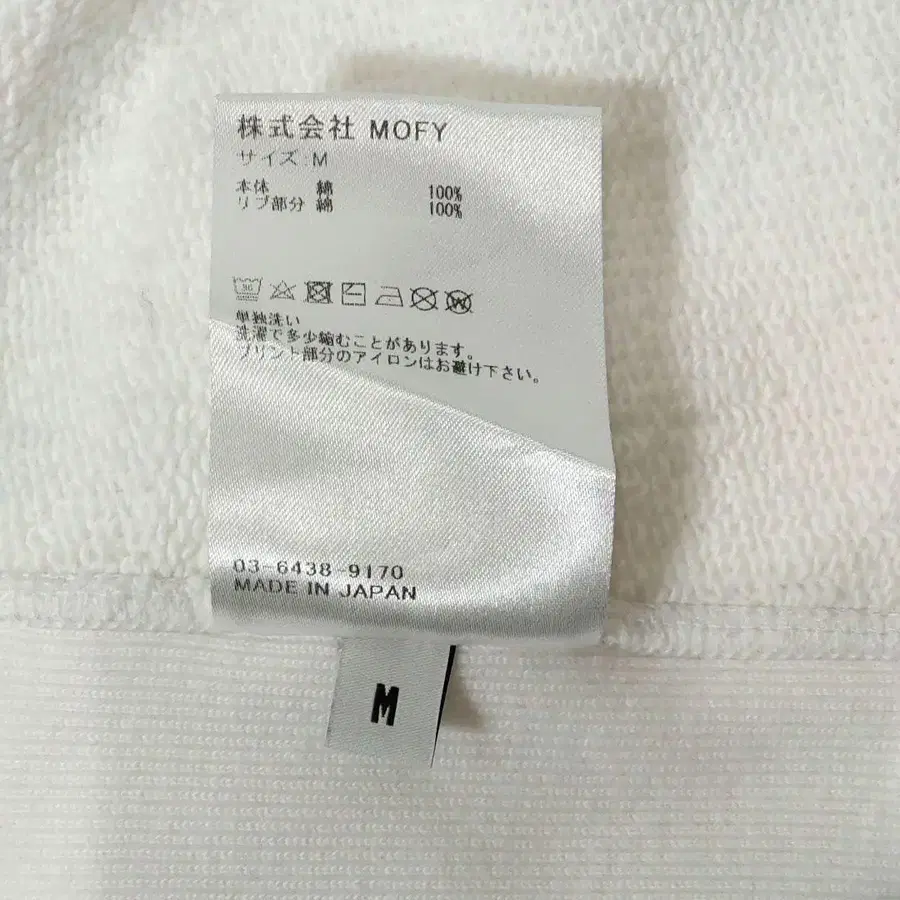 株式会社 MOFY
サイズ:M
本体 綿 100%
リブ部分 綿 100%
30
単独洗い
洗濯で多少縮むことがあります。
プリント部分のアイロンはお避け下さい。
03-6438-9170
MADE IN JAPAN
M